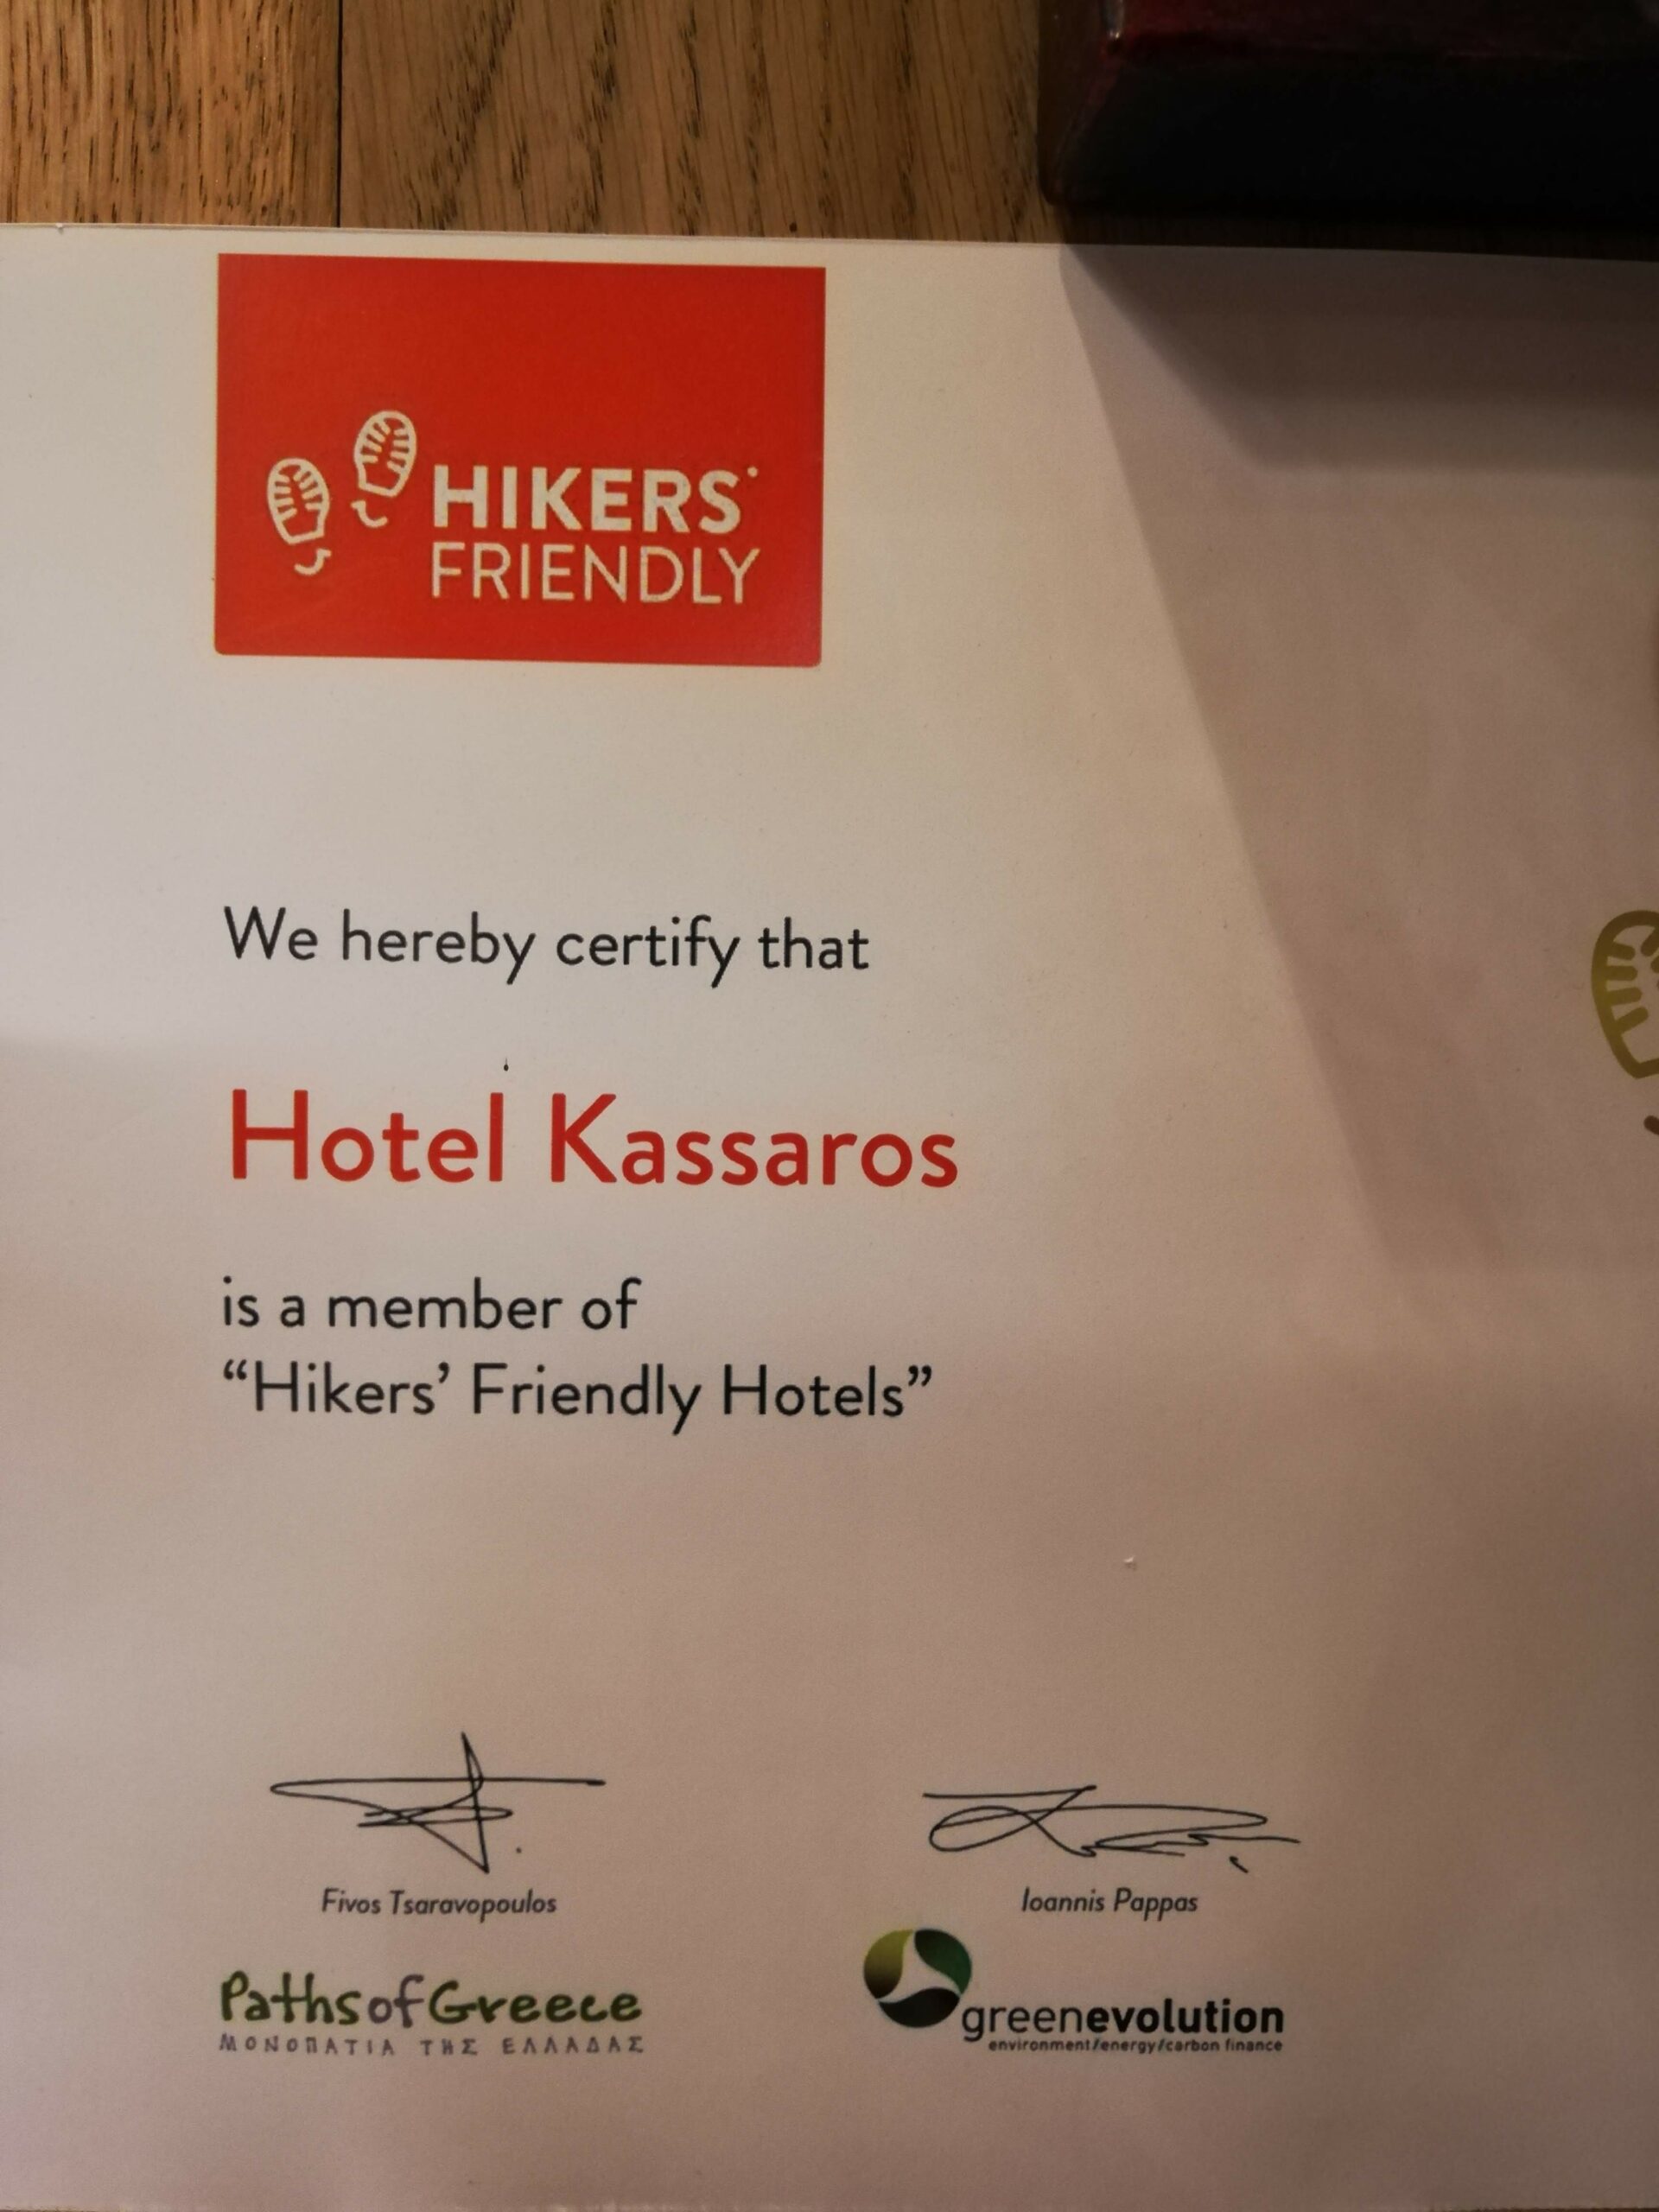 HIKERS'
FRIENDLY
We hereby certify that
Hotel Kassaros
is a member of
“Hikers’ Friendly Hotels”
Fivos Tsaravopoulos
Ioannis Pappas
Paths of Greece
ΜΟΝΟΠΑΤΙΑ ΤΗΣ ΕΛΛΑΔΑΣ
greenevolution
environment/energy/carbon finance